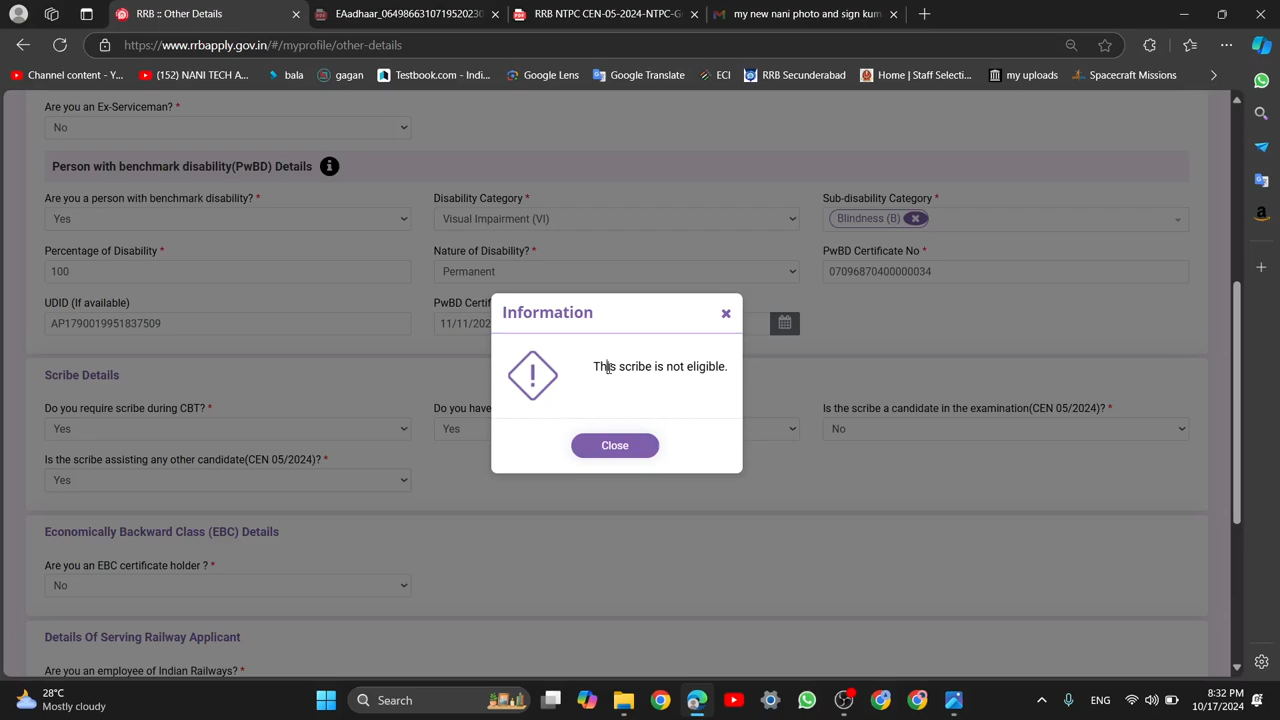 RRB :: Other Details
EAadhaar_064986631071952023
RRB NTPC CEN-05-2024-NTPC-G
my new nani photo and sign kum
https://www.rrbapply.gov.in/#/myprofile/other-details
Channel content - Y...
(152) NANI TECH A...
bala
gagan
Testbook.com - Indi...
Google Lens
Google Translate
ECI
RRB Secunderabad
Home | Staff Selecti...
my uploads
Spacecraft Missions
Are you an Ex-Serviceman? *
No
Person with benchmark disability(PwBD) Details
Are you a person with benchmark disability? *
Disability Category *
Sub-disability Category *
Yes
Visual Impairment (VI)
Blindness (B)
Percentage of Disability *
Nature of Disability? *
PwBD Certificate No *
100
Permanent
07096870400000034
UDID (If available)
PwBD Certif
AP1790019951837509
11/11/202
Information
This scribe is not eligible.
Close
Scribe Details
Do you require scribe during CBT? *
Do you have
Is the scribe a candidate in the examination(CEN 05/2024)? *
Yes
Yes
No
Is the scribe assisting any other candidate(CEN 05/2024)? *
Yes
Economically Backward Class (EBC) Details
Are you an EBC certificate holder ? *
No
Details Of Serving Railway Applicant
Are you an employee of Indian Railways? *
28°C
Mostly cloudy
Search
ENG
8:32 PM
10/17/2024